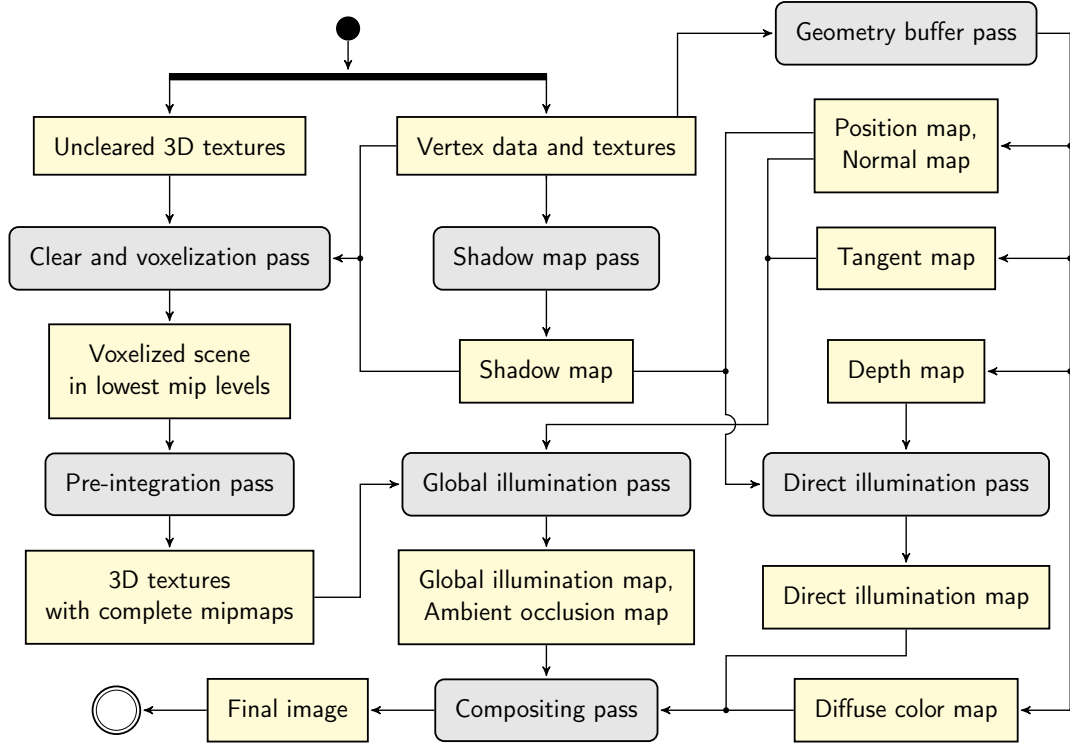 Geometry buffer pass
Uncleared 3D textures
Vertex data and textures
Position map,
Normal map
Clear and voxelization pass
Shadow map pass
Tangent map
Voxelized scene
in lowest mip levels
Shadow map
Depth map
Pre-integration pass
Global illumination pass
Direct illumination pass
3D textures
with complete mipmaps
Global illumination map,
Ambient occlusion map
Direct illumination map
Final image
Compositing pass
Diffuse color map